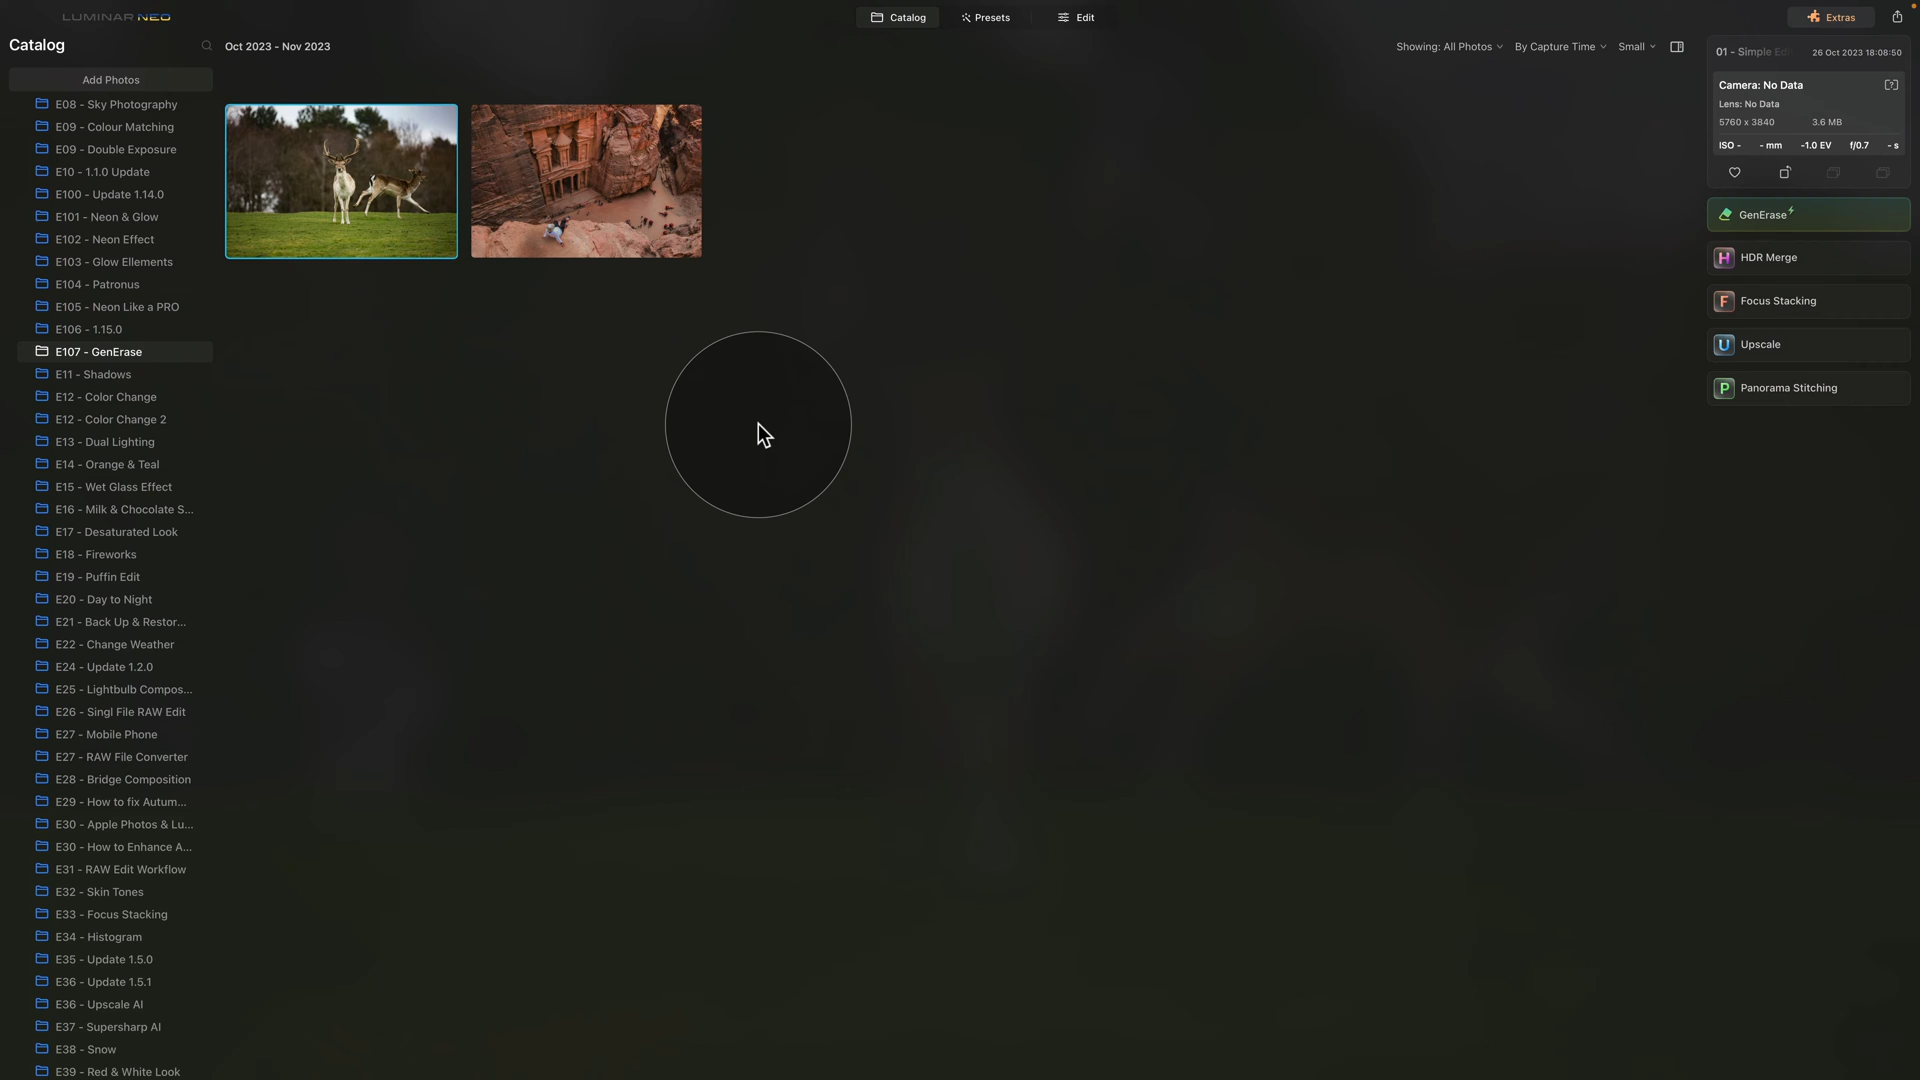 LUMINAR NEO
Catalog
Presets
Edit
Extras
Catalog
Oct 2023 - Nov 2023
Showing: All Photos
By Capture Time
Small
Add Photos
E08 - Sky Photography
E09 - Colour Matching
E09 - Double Exposure
E10 - 1.1.0 Update
E100 - Update 1.14.0
E101 - Neon & Glow
E102 - Neon Effect
E103 - Glow Ellements
E104 - Patronus
E105 - Neon Like a PRO
E106 - 1.15.0
E107 - GenErase
E11 - Shadows
E12 - Color Change
E12 - Color Change 2
E13 - Dual Lighting
E14 - Orange & Teal
E15 - Wet Glass Effect
E16 - Milk & Chocolate S...
E17 - Desaturated Look
E18 - Fireworks
E19 - Puffin Edit
E20 - Day to Night
E21 - Back Up & Restor...
E22 - Change Weather
E24 - Update 1.2.0
E25 - Lightbulb Compos...
E26 - Singl File RAW Edit
E27 - Mobile Phone
E27 - RAW File Converter
E28 - Bridge Composition
E29 - How to fix Autum...
E30 - Apple Photos & Lu...
E30 - How to Enhance A...
E31 - RAW Edit Workflow
E32 - Skin Tones
E33 - Focus Stacking
E34 - Histogram
E35 - Update 1.5.0
E36 - Update 1.5.1
E36 - Upscale AI
E37 - Supersharp AI
E38 - Snow
E39 - Red & White Look
01 - Simple Ed
26 Oct 2023 18:08:50
Camera: No Data
Lens: No Data
5760 x 3840
3.6 MB
ISO -
- mm
-1.0 EV
f/0.7
- s
GenErase
HDR Merge
Focus Stacking
Upscale
Panorama Stitching